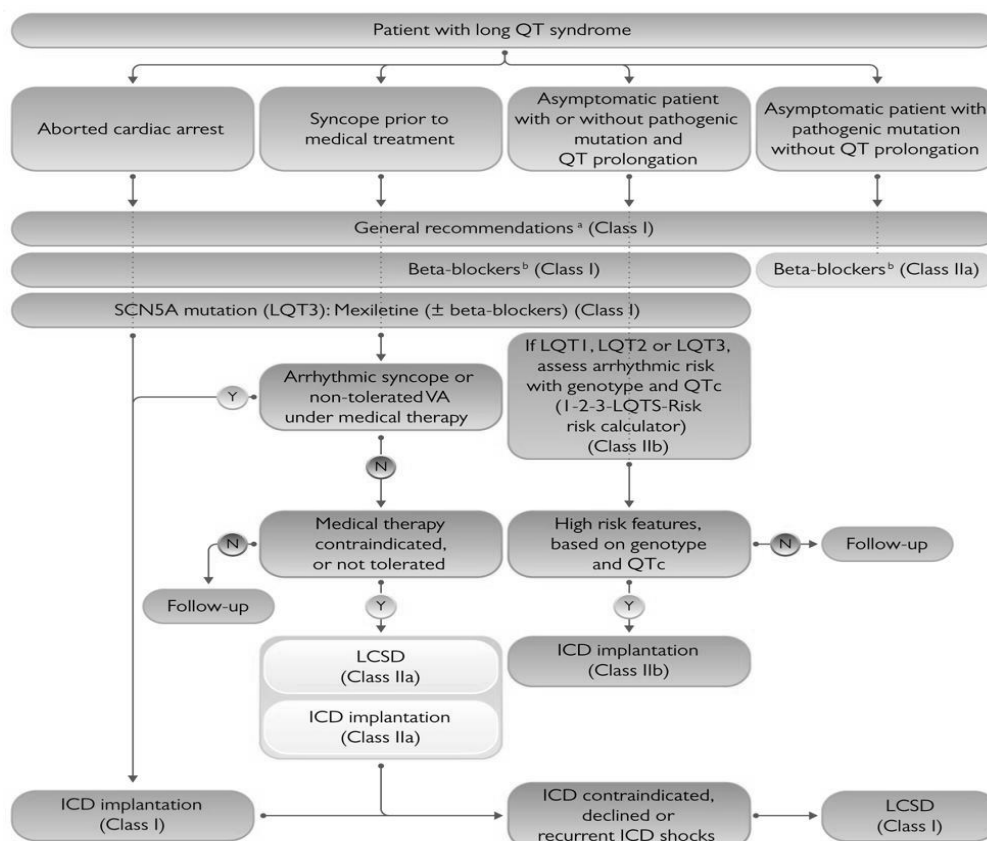 Patient with long QT syndrome
Aborted cardiac arrest
Syncope prior to
medical treatment
Asymptomatic patient
with or without pathogenic
mutation and
QT prolongation
Asymptomatic patient with
pathogenic mutation
without QT prolongation
General recommendations ᵃ (Class I)
Beta-blockersᵇ (Class I)
Beta-blockersᵇ (Class IIa)
SCN5A mutation (LQT3): Mexiletine (± beta-blockers) (Class I)
Y
Arrhythmic syncope or
non-tolerated VA
under medical therapy
If LQT1, LQT2 or LQT3,
assess arrhythmic risk
with genotype and QTc
(1-2-3-LQTS-Risk
risk calculator)
(Class IIb)
N
N
Medical therapy
contraindicated,
or not tolerated
High risk features,
based on genotype
and QTc
N
Follow-up
Follow-up
Y
Y
LCSD
(Class IIa)
ICD implantation
(Class IIa)
ICD implantation
(Class IIb)
ICD implantation
(Class I)
ICD contraindicated,
declined or
recurrent ICD shocks
LCSD
(Class I)